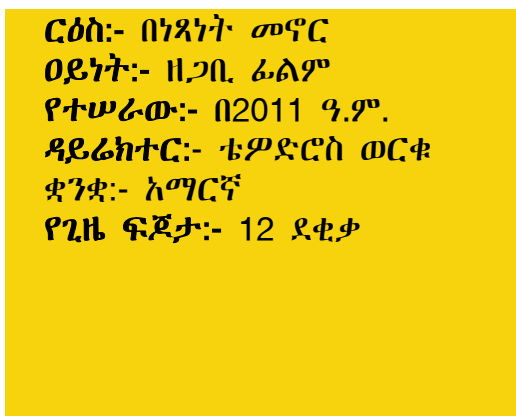 ርዕስ:- በነጻነት መኖር
ዐይነት:- ዘጋቢ ፊልም
የተሠራው:- በ2011 ዓ.ም.
ዳይሬክተር:- ቴዎድሮስ ወርቁ
ቋንቋ:- አማርኛ
የጊዜ ፍጆታ:- 12 ደቂቃ